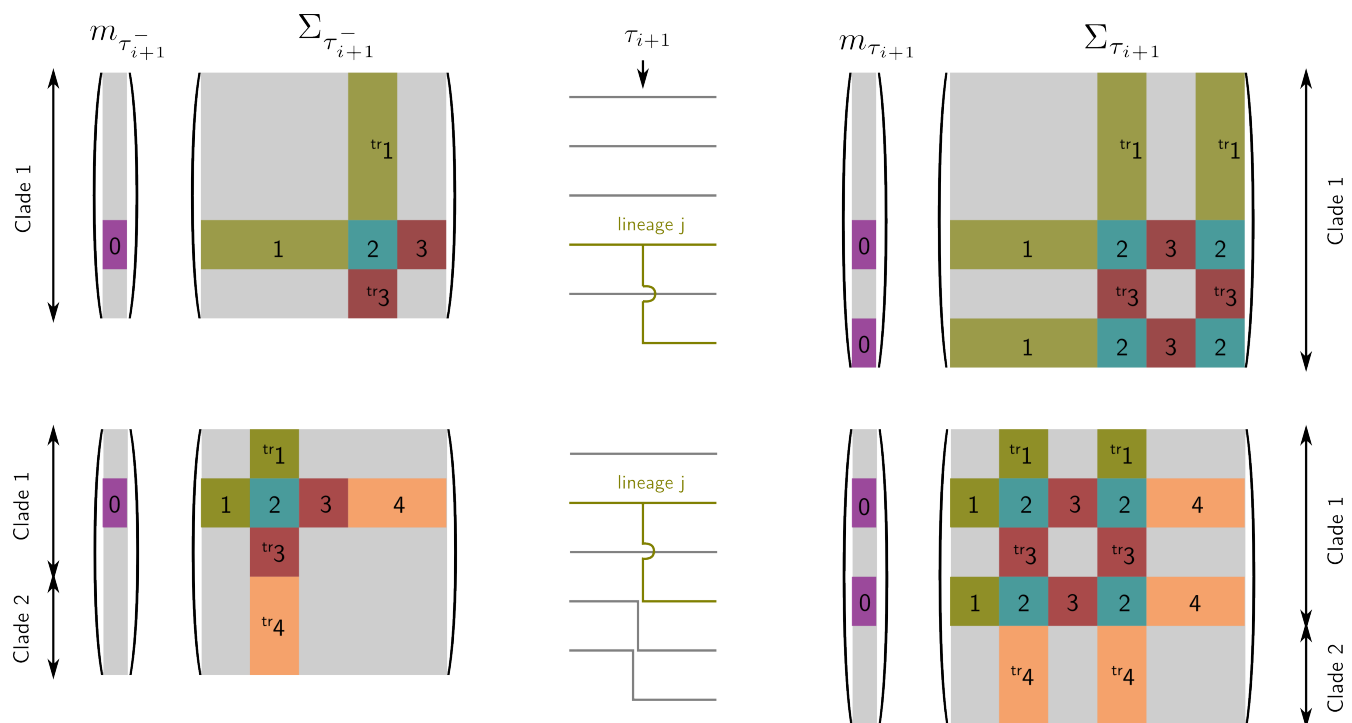 m_{τ_{i+1}^-} Σ_{τ_{i+1}^-} τ_{i+1} m_{τ_{i+1}} Σ_{τ_{i+1}}
Clade 1
0
tr1
1 2 3
tr3
lineage j
0
0
tr1 tr1
1 2 3 2
tr3 tr3
1 2 3 2
Clade 1
Clade 1
Clade 2
0
tr1
1 2 3 4
tr3
tr4
lineage j
0
0
tr1 tr1
1 2 3 2 4
tr3 tr3
1 2 3 2 4
tr4 tr4
Clade 1
Clade 2